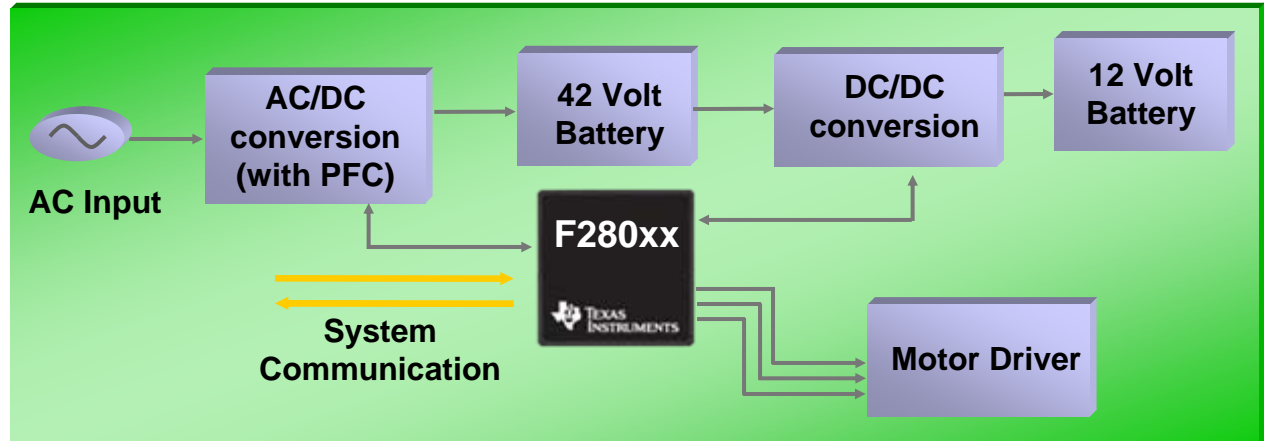 AC Input
AC/DC
conversion
(with PFC)
42 Volt
Battery
DC/DC
conversion
12 Volt
Battery
F280xx
TEXAS
INSTRUMENTS
System
Communication
Motor Driver